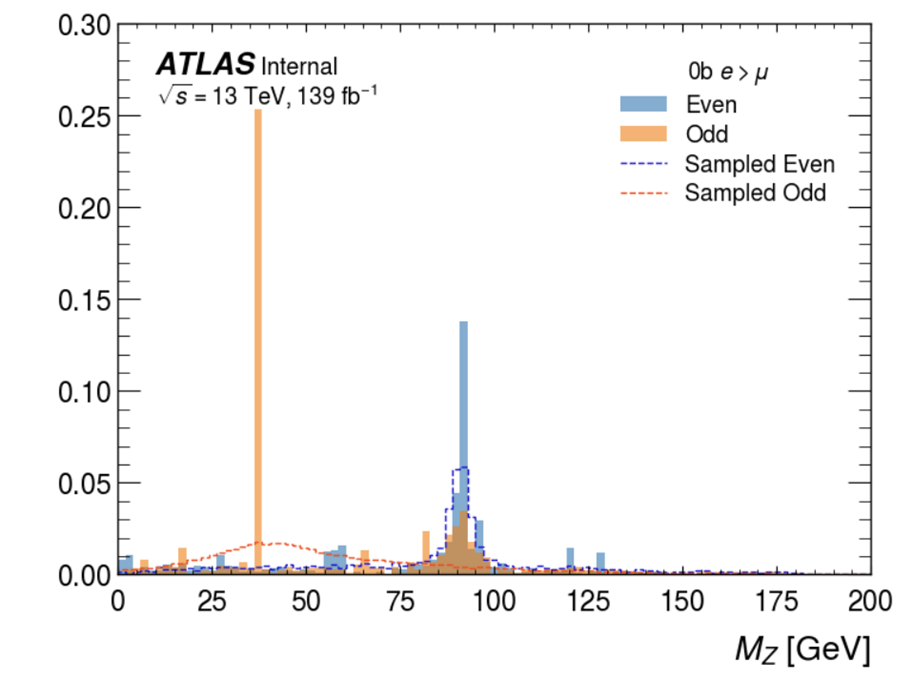 0.30
0.25
0.20
0.15
0.10
0.05
0.00
ATLAS Internal
√s = 13 TeV, 139 fb⁻¹
0b e > μ
Even
Odd
Sampled Even
Sampled Odd
0 25 50 75 100 125 150 175 200
M_Z [GeV]